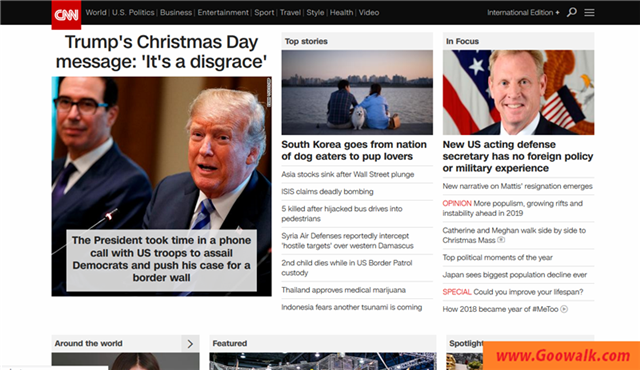 CNN World | U.S. Politics | Business | Entertainment | Sport | Travel | Style | Health | Video International Edition +
Trump's Christmas Day
message: 'It's a disgrace'
The President took time in a phone
call with US troops to assail
Democrats and push his case for a
border wall
Top stories
South Korea goes from nation
of dog eaters to pup lovers
Asia stocks sink after Wall Street plunge
ISIS claims deadly bombing
5 killed after hijacked bus drives into
pedestrians
Syria Air Defenses reportedly intercept
'hostile targets' over western Damascus
2nd child dies while in US Border Patrol
custody
Thailand approves medical marijuana
Indonesia fears another tsunami is coming
In Focus
New US acting defense
secretary has no foreign policy
or military experience
New narrative on Mattis' resignation emerges
OPINION More populism, growing rifts and
instability ahead in 2019
Catherine and Meghan walk side by side to
Christmas Mass
Top political moments of the year
Japan sees biggest population decline ever
SPECIAL Could you improve your lifespan?
How 2018 became year of #MeToo
Around the world
Featured
Spotlight
www.Goowalk.com